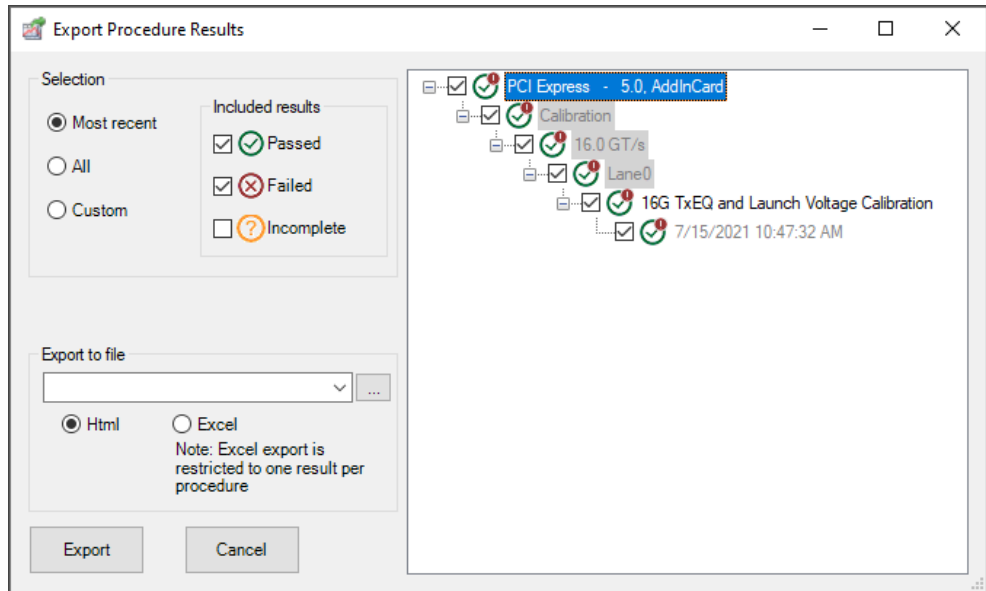 Export Procedure Results
Selection
Most recent
All
Custom
Included results
Passed
Failed
Incomplete
Export to file
...
Html
Excel
Note: Excel export is
restricted to one result per
procedure
Export
Cancel
PCI Express - 5.0, AddInCard
Calibration
16.0 GT/s
Lane0
16G TxEQ and Launch Voltage Calibration
7/15/2021 10:47:32 AM